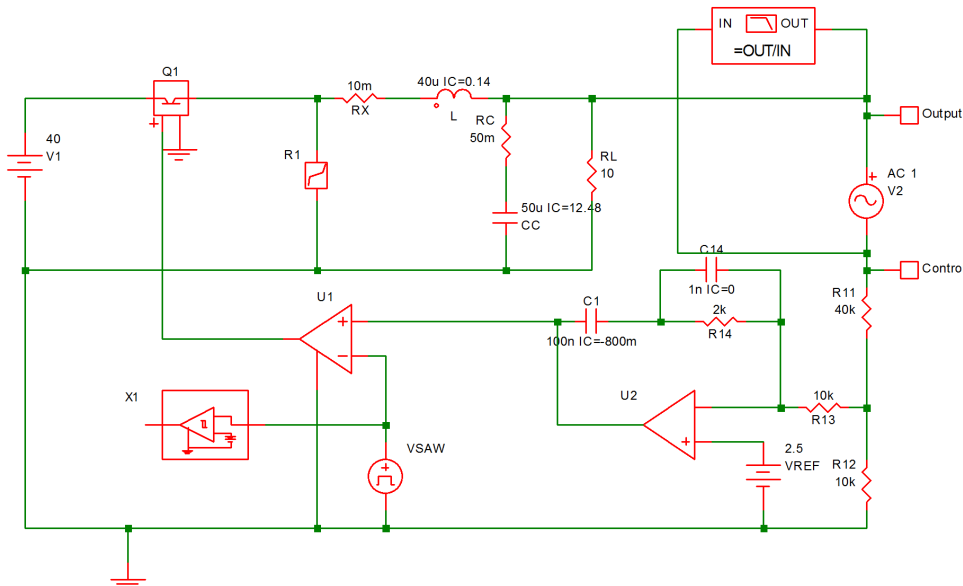 IN OUT
=OUT/IN
Q1
10m
RX
40u IC=0.14
L
RC
50m
RL
10
Output
40
V1
R1
AC 1
V2
50u IC=12.48
CC
C14
1n IC=0
Contro
R11
40k
U1
C1
100n IC=-800m
2k
R14
X1
U2
10k
R13
VSAW
2.5
VREF
R12
10k